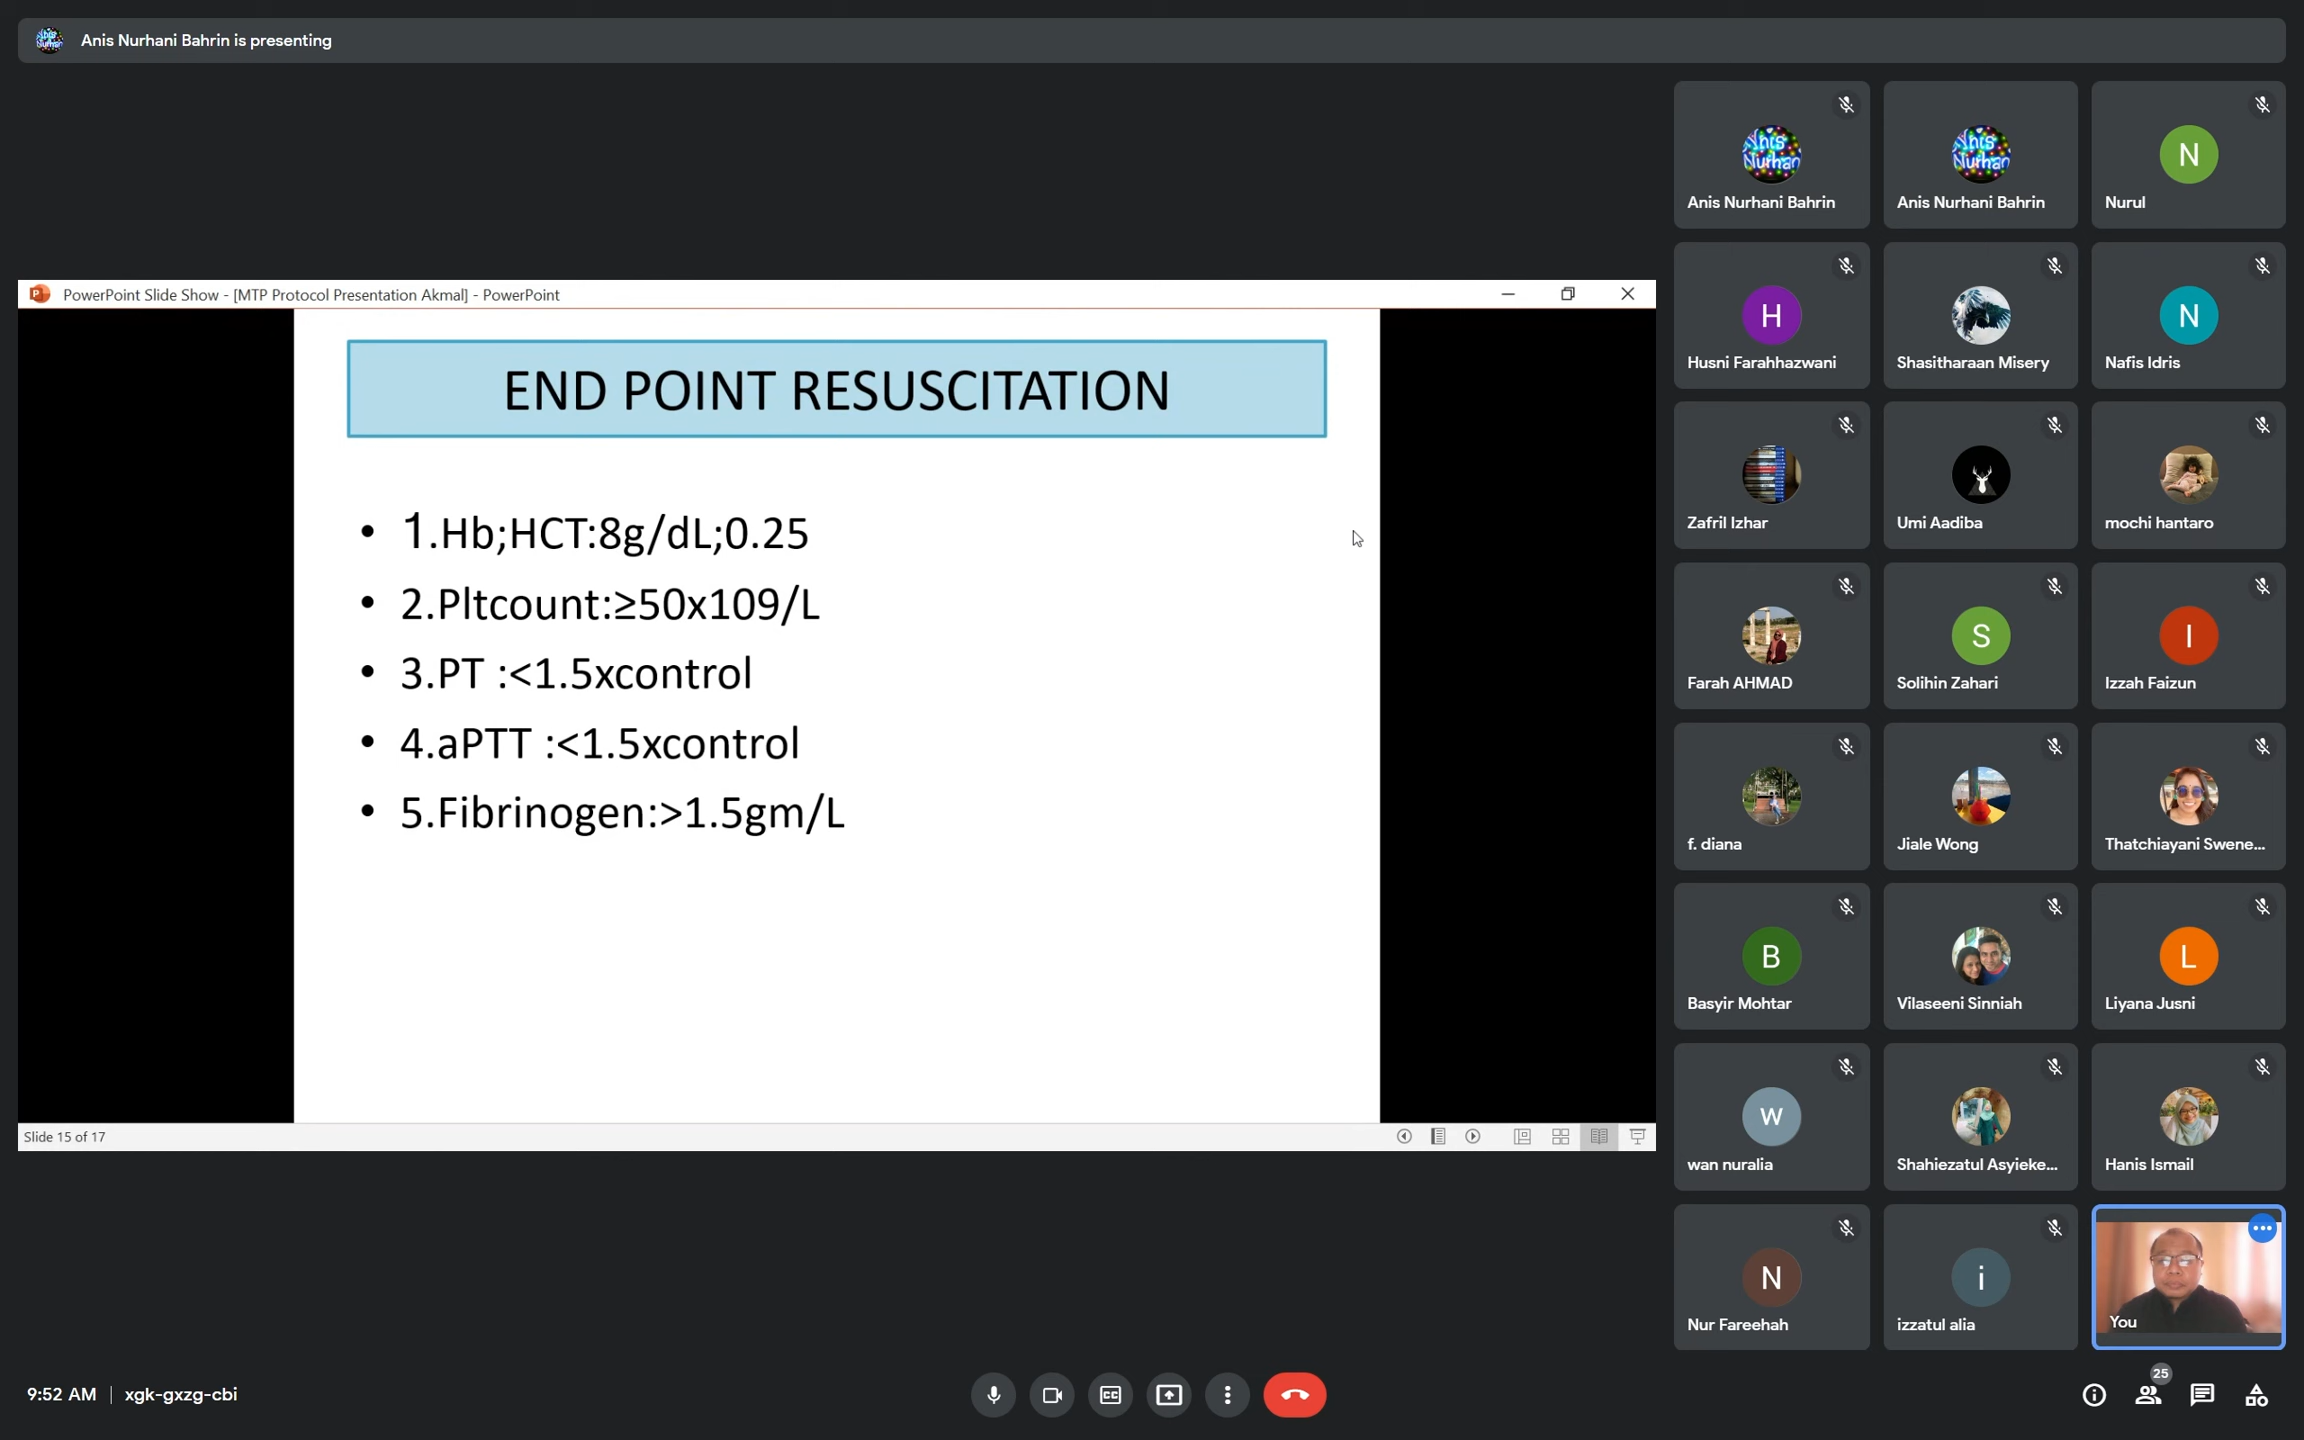 Anis Nurhani Bahrin is presenting
PowerPoint Slide Show - [MTP Protocol Presentation Akmal] - PowerPoint
END POINT RESUSCITATION
• 1.Hb;HCT:8g/dL;0.25
• 2.Pltcount:≥50x109/L
• 3.PT :<1.5xcontrol
• 4.aPTT :<1.5xcontrol
• 5.Fibrinogen:>1.5gm/L
Slide 15 of 17
Anis Nurhani Bahrin
Anis Nurhani Bahrin
N
Nurul
H
Husni Farahhazwani
Shasitharaan Misery
N
Nafis Idris
Zafril Izhar
Umi Aadiba
mochi hantaro
Farah AHMAD
S
Solihin Zahari
I
Izzah Faizun
f. diana
Jiale Wong
Thatchiayani Swene...
B
Basyir Mohtar
Vilaseeni Sinniah
L
Liyana Jusni
W
wan nuralia
Shahiezatul Asyieke...
Hanis Ismail
N
Nur Fareehah
i
izzatul alia
You
9:52 AM | xgk-gxzg-cbi
CC
25